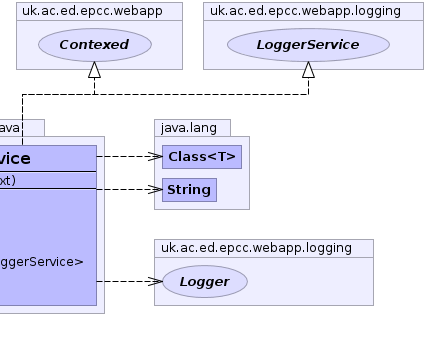 uk.ac.ed.epcc.webapp
uk.ac.ed.epcc.webapp.logging
Contexed
LoggerService
ava
java.lang
vice
Class<T>
xt)
String
ggerService>
uk.ac.ed.epcc.webapp.logging
Logger